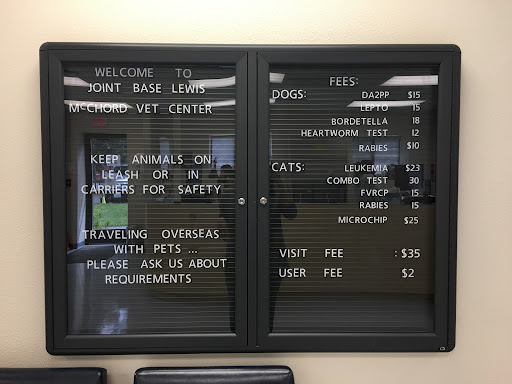 WELCOME TO
JOINT BASE LEWIS
McCHORD VET CENTER
KEEP ANIMALS ON
LEASH OR IN
CARRIERS FOR SAFETY
TRAVELING OVERSEAS
WITH PETS ...
PLEASE ASK US ABOUT
REQUIREMENTS
FEES:
DOGS: DA2PP $15
LEPTO 15
BORDETELLA 18
HEARTWORM TEST 12
RABIES $10
CATS: LEUKEMIA $23
COMBO TEST 30
FVRCP 15
RABIES 15
MICROCHIP $25
VISIT FEE : $35
USER FEE $2